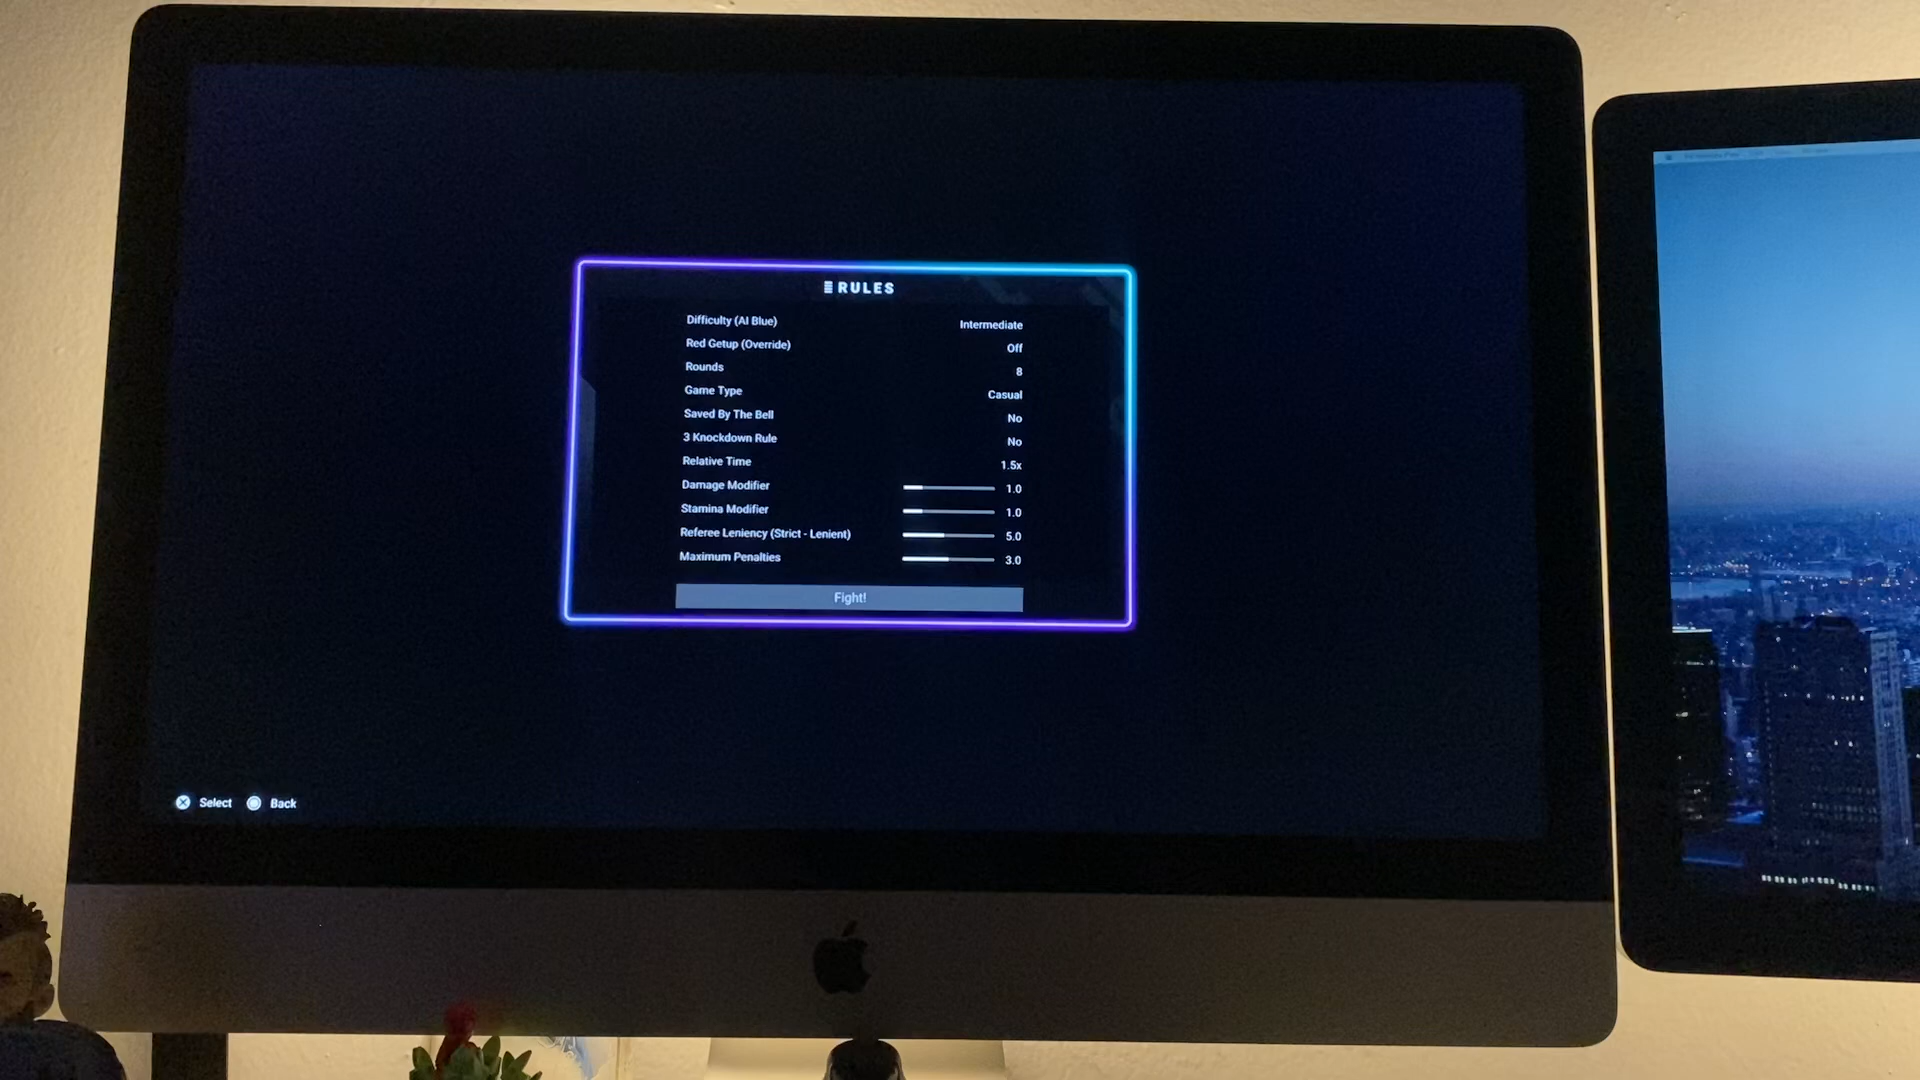 RULES
Difficulty (AI Blue) Intermediate
Red Getup (Override) Off
Rounds 8
Game Type Casual
Saved By The Bell No
3 Knockdown Rule No
Relative Time 1.5x
Damage Modifier 1.0
Stamina Modifier 1.0
Referee Leniency (Strict - Lenient) 5.0
Maximum Penalties 3.0
Fight!
Select Back